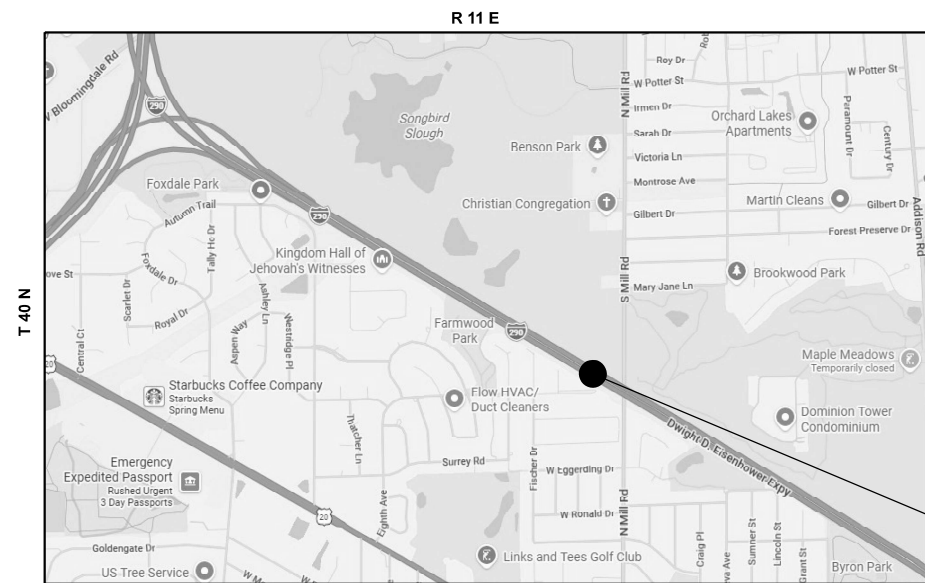 R 11 E
T 40 N
W Bloomingdale Rd
290
Songbird
Slough
N Mill Rd
Roy Dr
W Potter St
W Potter St
Irmen Dr
Sarah Dr
Victoria Ln
Montrose Ave
Gilbert Dr
Orchard Lakes
Apartments
Paramount Dr
Century Dr
Benson Park
Christian Congregation
Martin Cleans
Gilbert Dr
Forest Preserve Dr
Addison Rd
Foxdale Park
Autumn Trail
290
Tally Ho Dr
Kingdom Hall of
Jehovah's Witnesses
Foxdale Dr
Scarlet Dr
Royal Dr
Ashley Ln
Aspen Way
Westridge Pl
Central Ct
ove St
S Mill Rd
Mary Jane Ln
Brookwood Park
Farmwood
Park
290
20
Maple Meadows
Temporarily closed
Starbucks Coffee Company
Starbucks
Spring Menu
Flow HVAC/
Duct Cleaners
Dominion Tower
Condominium
Dwight D. Eisenhower Expy
Thatcher Ln
Surrey Rd
Fischer Dr
W Eggerding Dr
W Ronald Dr
N Mill Rd
Emergency
Expedited Passport
Rushed Urgent
3 Day Passports
20
Eighth Ave
Goldengate Dr
US Tree Service
Links and Tees Golf Club
Craig Pl
va Ave
Sumner St
Lincoln St
Grant St
Byron Park